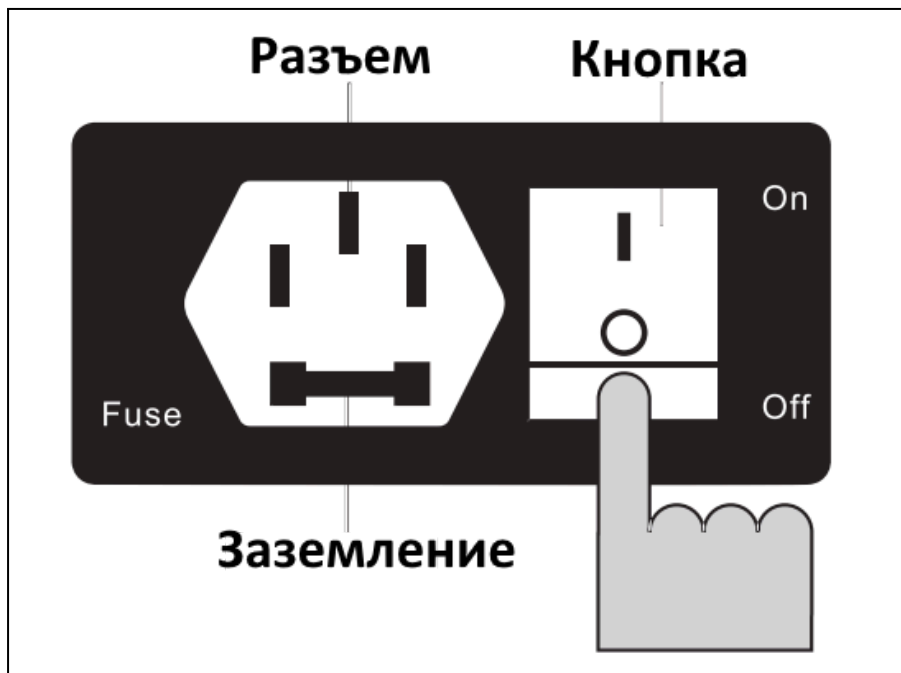 Разъем
Кнопка
On
Fuse
Off
Заземление